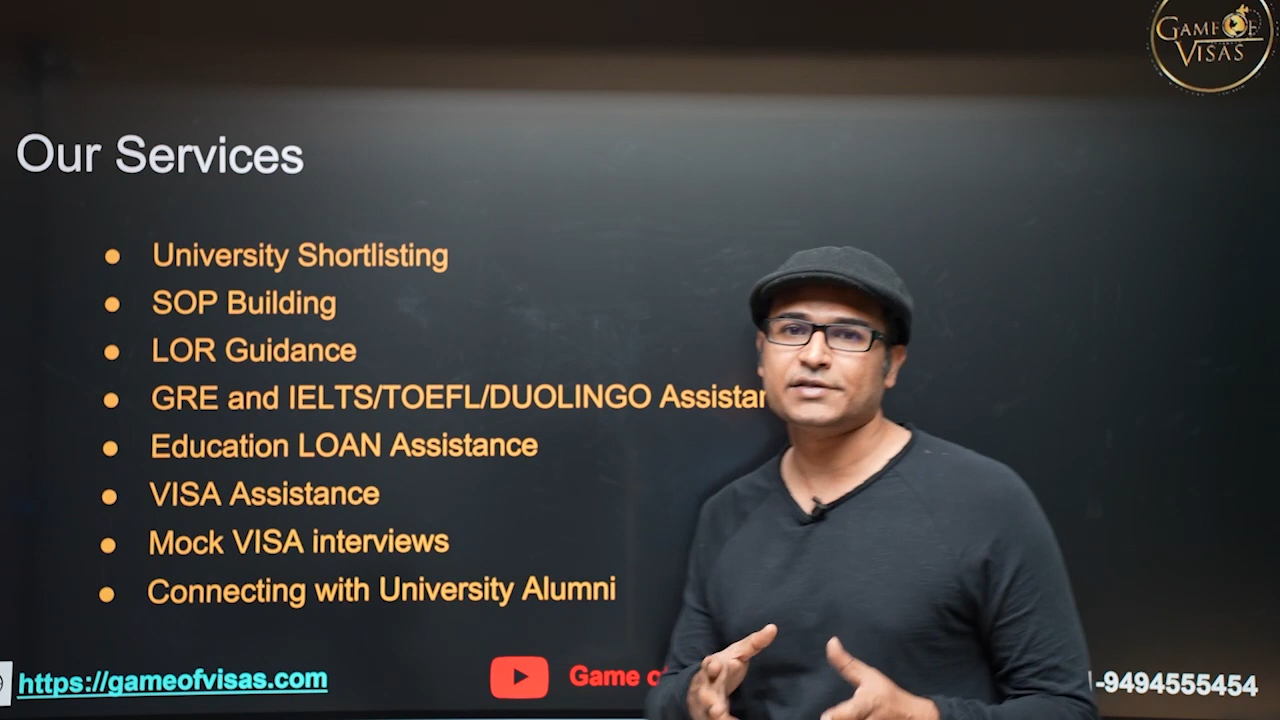 GAME OF
VISAS
Our Services
University Shortlisting
SOP Building
LOR Guidance
GRE and IELTS/TOEFL/DUOLINGO Assistan
Education LOAN Assistance
VISA Assistance
Mock VISA interviews
Connecting with University Alumni
https://gameofvisas.com
Game o
-9494555454